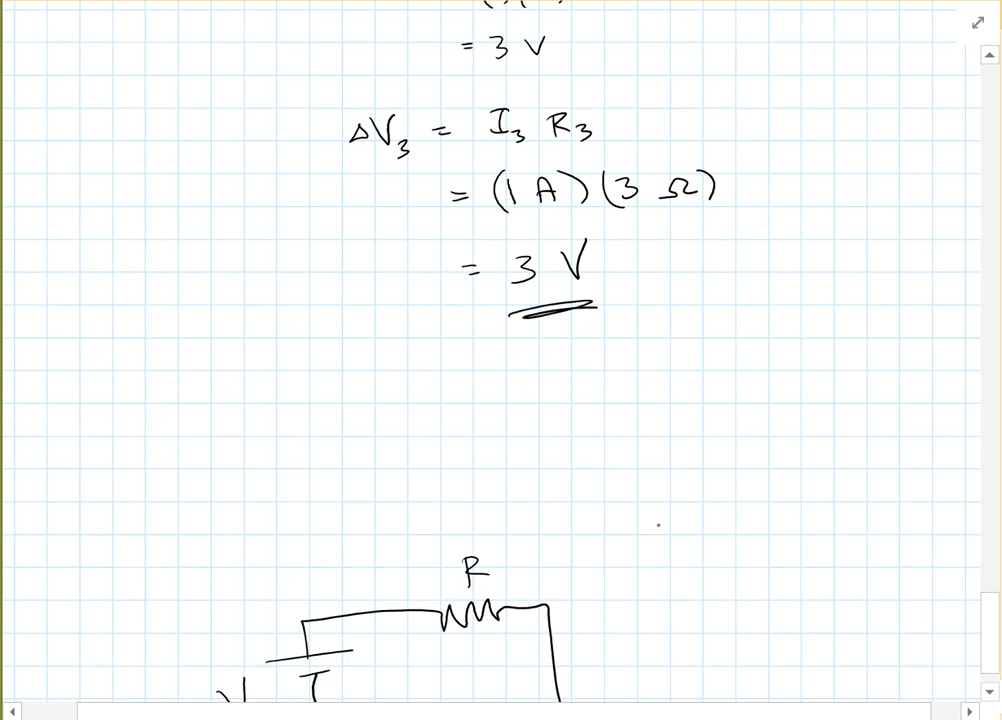 = 3 V
ΔV₃ = I₃ R₃
= (1 A)(3 Ω)
= 3 V
R
V